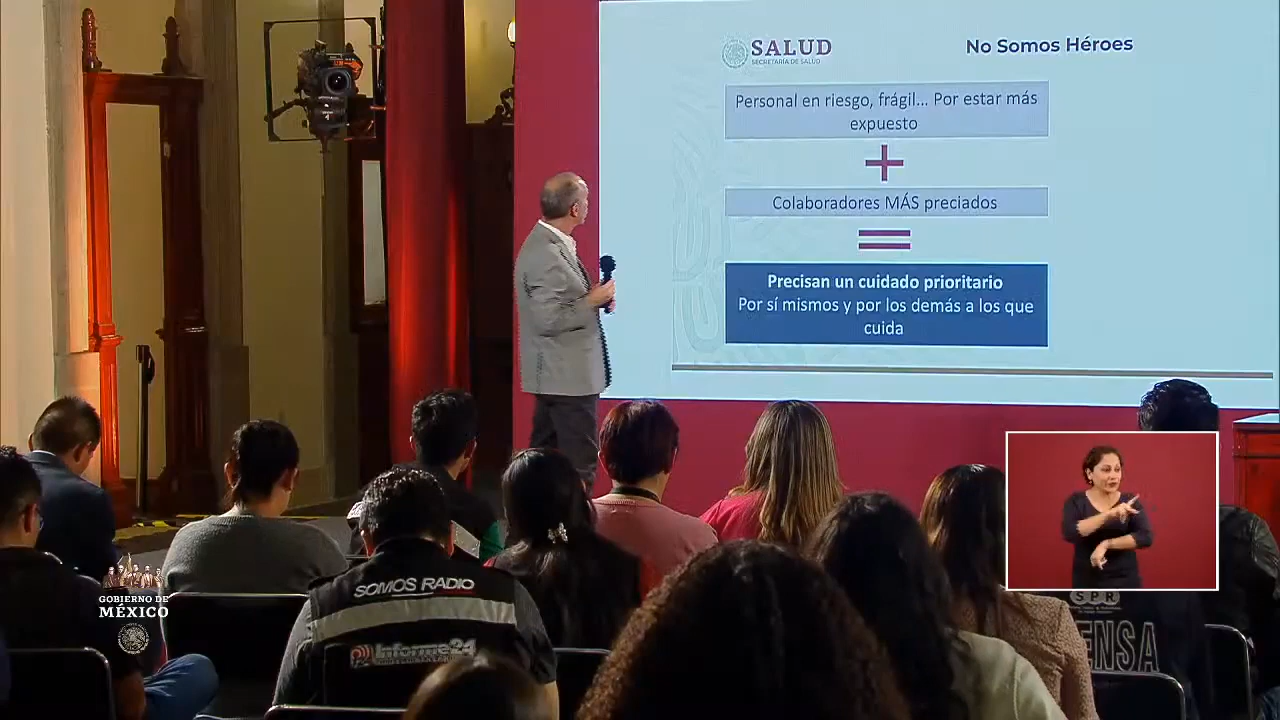 SALUD
SECRETARÍA DE SALUD
No Somos Héroes
Personal en riesgo, frágil... Por estar más
expuesto
+
Colaboradores MÁS preciados
=
Precisan un cuidado prioritario
Por sí mismos y por los demás a los que
cuida
SOMOS RADIO
Informe24
GOBIERNO DE
MÉXICO
SPR
ENSA